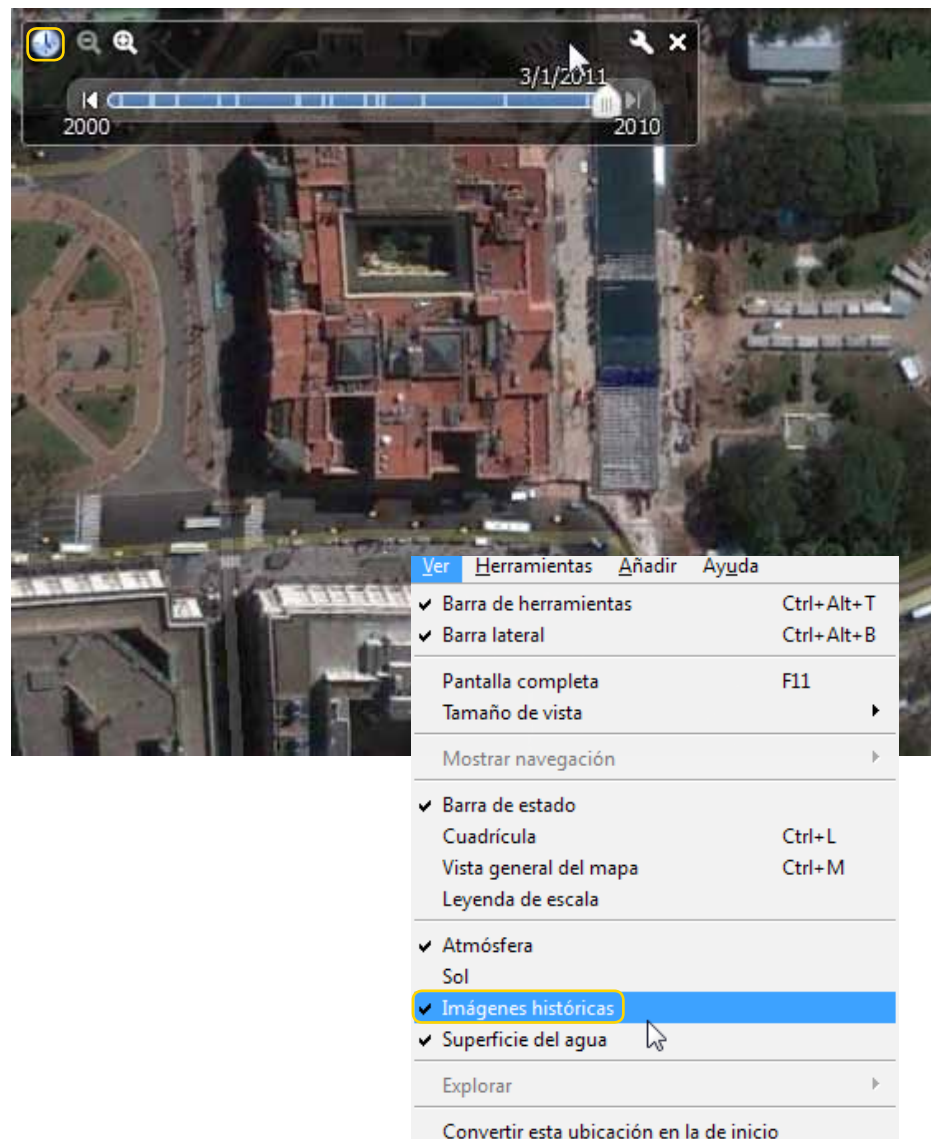 3/1/2011
2000 2010
Ver Herramientas Añadir Ayuda
Barra de herramientas Ctrl+Alt+T
Barra lateral Ctrl+Alt+B
Pantalla completa F11
Tamaño de vista
Mostrar navegación
Barra de estado
Cuadrícula Ctrl+L
Vista general del mapa Ctrl+M
Leyenda de escala
Atmósfera
Sol
Imágenes históricas
Superficie del agua
Explorar
Convertir esta ubicación en la de inicio